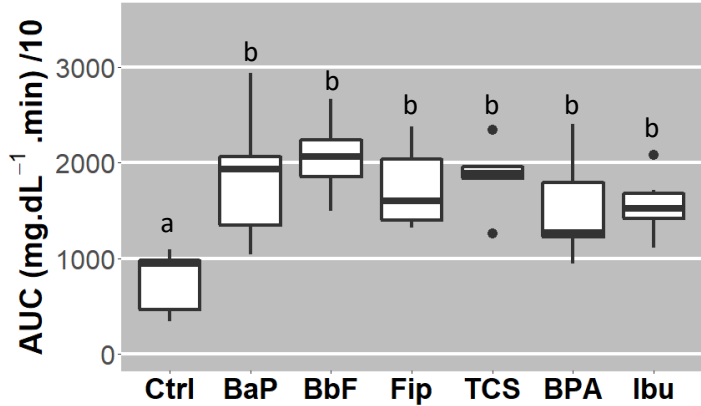 AUC (mg.dL⁻¹ .min) /10
3000
2000
1000
0
a
b
b
b
b
b
b
Ctrl BaP BbF Fip TCS BPA Ibu